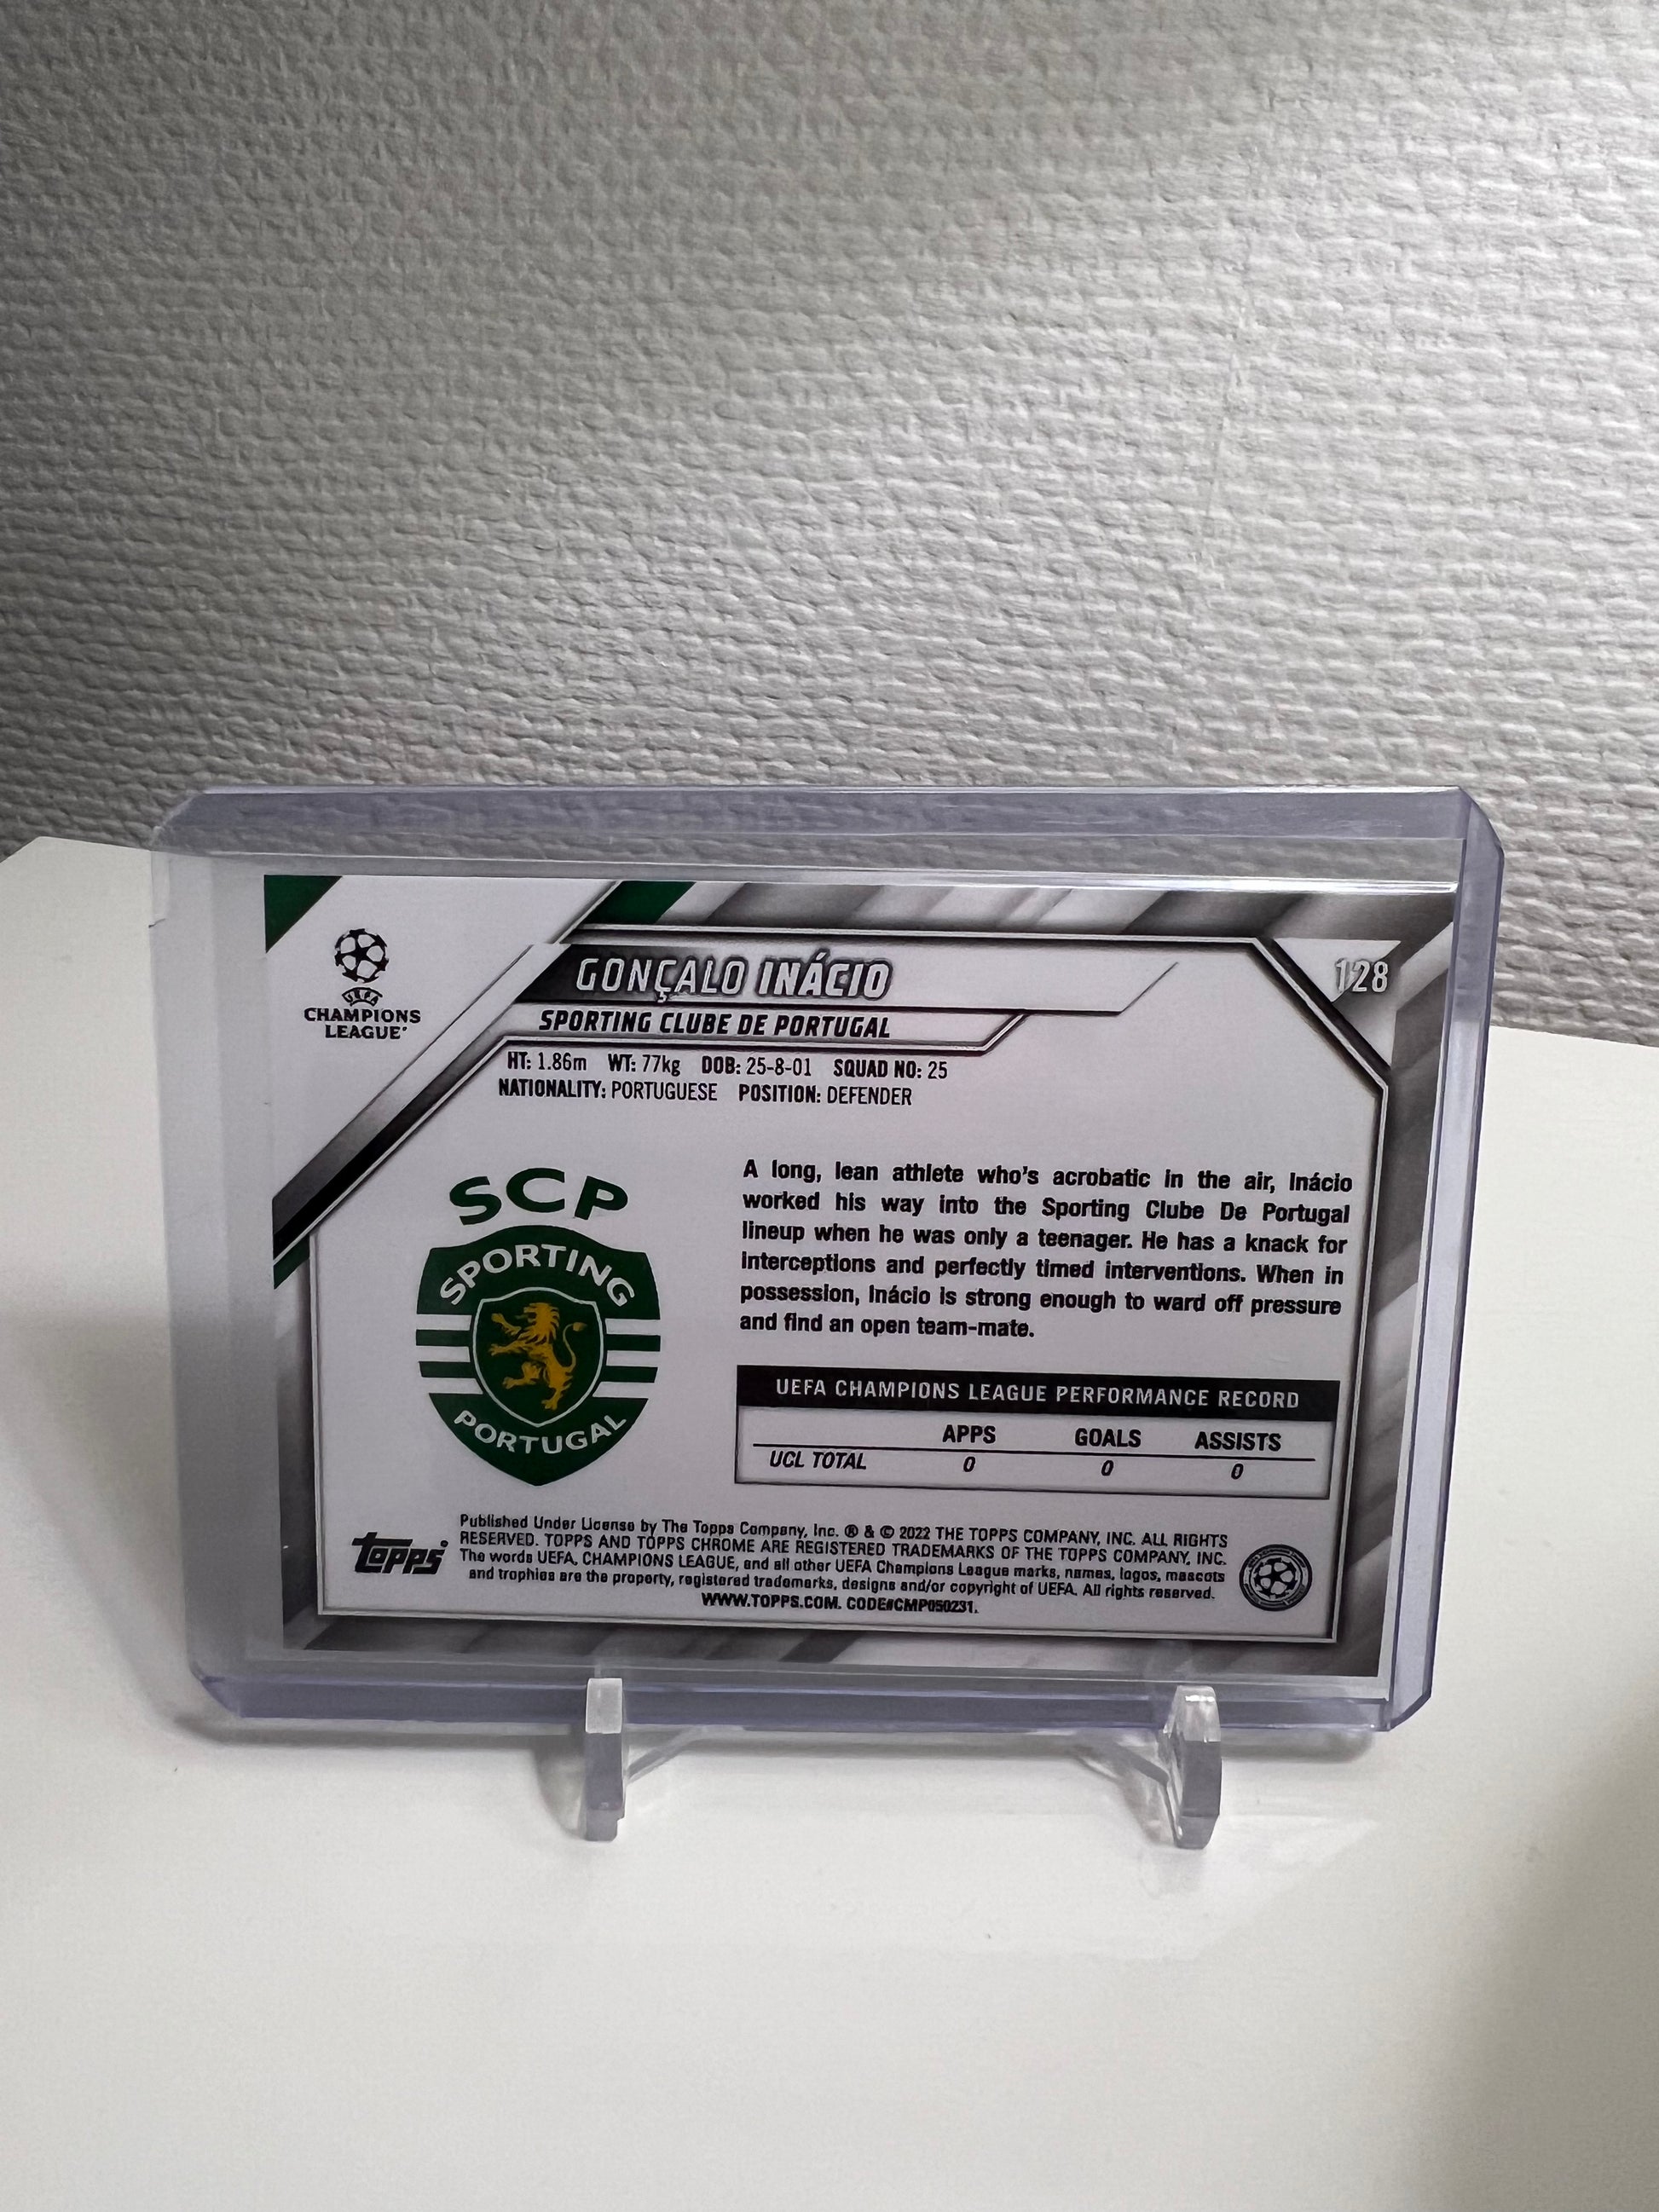 GONÇALO INÁCIO
128
UEFA
CHAMPIONS
LEAGUE®
SPORTING CLUBE DE PORTUGAL
HT: 1.86m WT: 77kg DOB: 25-8-01 SQUAD NO: 25
NATIONALITY: PORTUGUESE POSITION: DEFENDER
SCP
SPORTING
PORTUGAL
A long, lean athlete who's acrobatic in the air, Inácio
worked his way into the Sporting Clube De Portugal
lineup when he was only a teenager. He has a knack for
interceptions and perfectly timed interventions. When in
possession, Inácio is strong enough to ward off pressure
and find an open team-mate.
UEFA CHAMPIONS LEAGUE PERFORMANCE RECORD
APPS GOALS ASSISTS
UCL TOTAL 0 0 0
topps®
Published Under License by The Topps Company, Inc. ® & © 2022 THE TOPPS COMPANY, INC. ALL RIGHTS
RESERVED. TOPPS AND TOPPS CHROME ARE REGISTERED TRADEMARKS OF THE TOPPS COMPANY, INC.
The words UEFA, CHAMPIONS LEAGUE, and all other UEFA Champions League marks, names, logos, mascots
and trophies are the property, registered trademarks, designs and/or copyright of UEFA. All rights reserved.
WWW.TOPPS.COM. CODE#CMP050231.